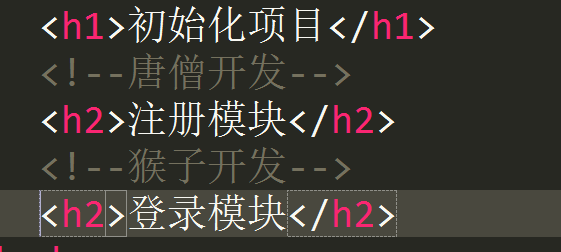 <h1>初始化项目</h1>
<!--唐僧开发-->
<h2>注册模块</h2>
<!--猴子开发-->
<h2>登录模块</h2>